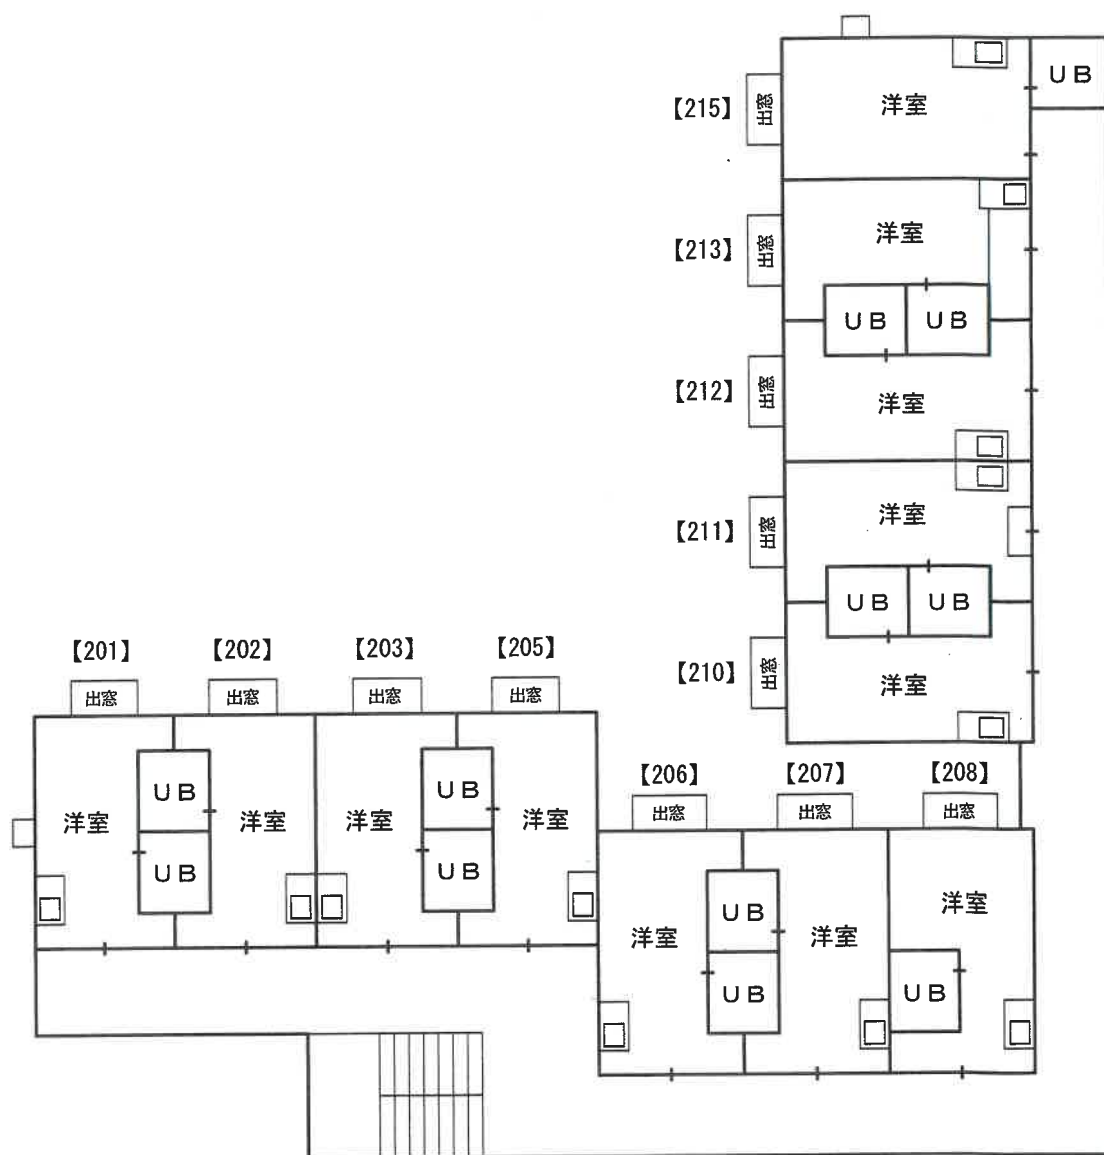 【215】
出窓
洋室
UB
【213】
出窓
洋室
UB
UB
【212】
出窓
洋室
【211】
出窓
洋室
UB
UB
【210】
出窓
洋室
【201】
【202】
【203】
【205】
出窓
出窓
出窓
出窓
洋室
UB
UB
洋室
洋室
UB
UB
洋室
【206】
【207】
【208】
出窓
出窓
出窓
洋室
UB
UB
洋室
洋室
UB